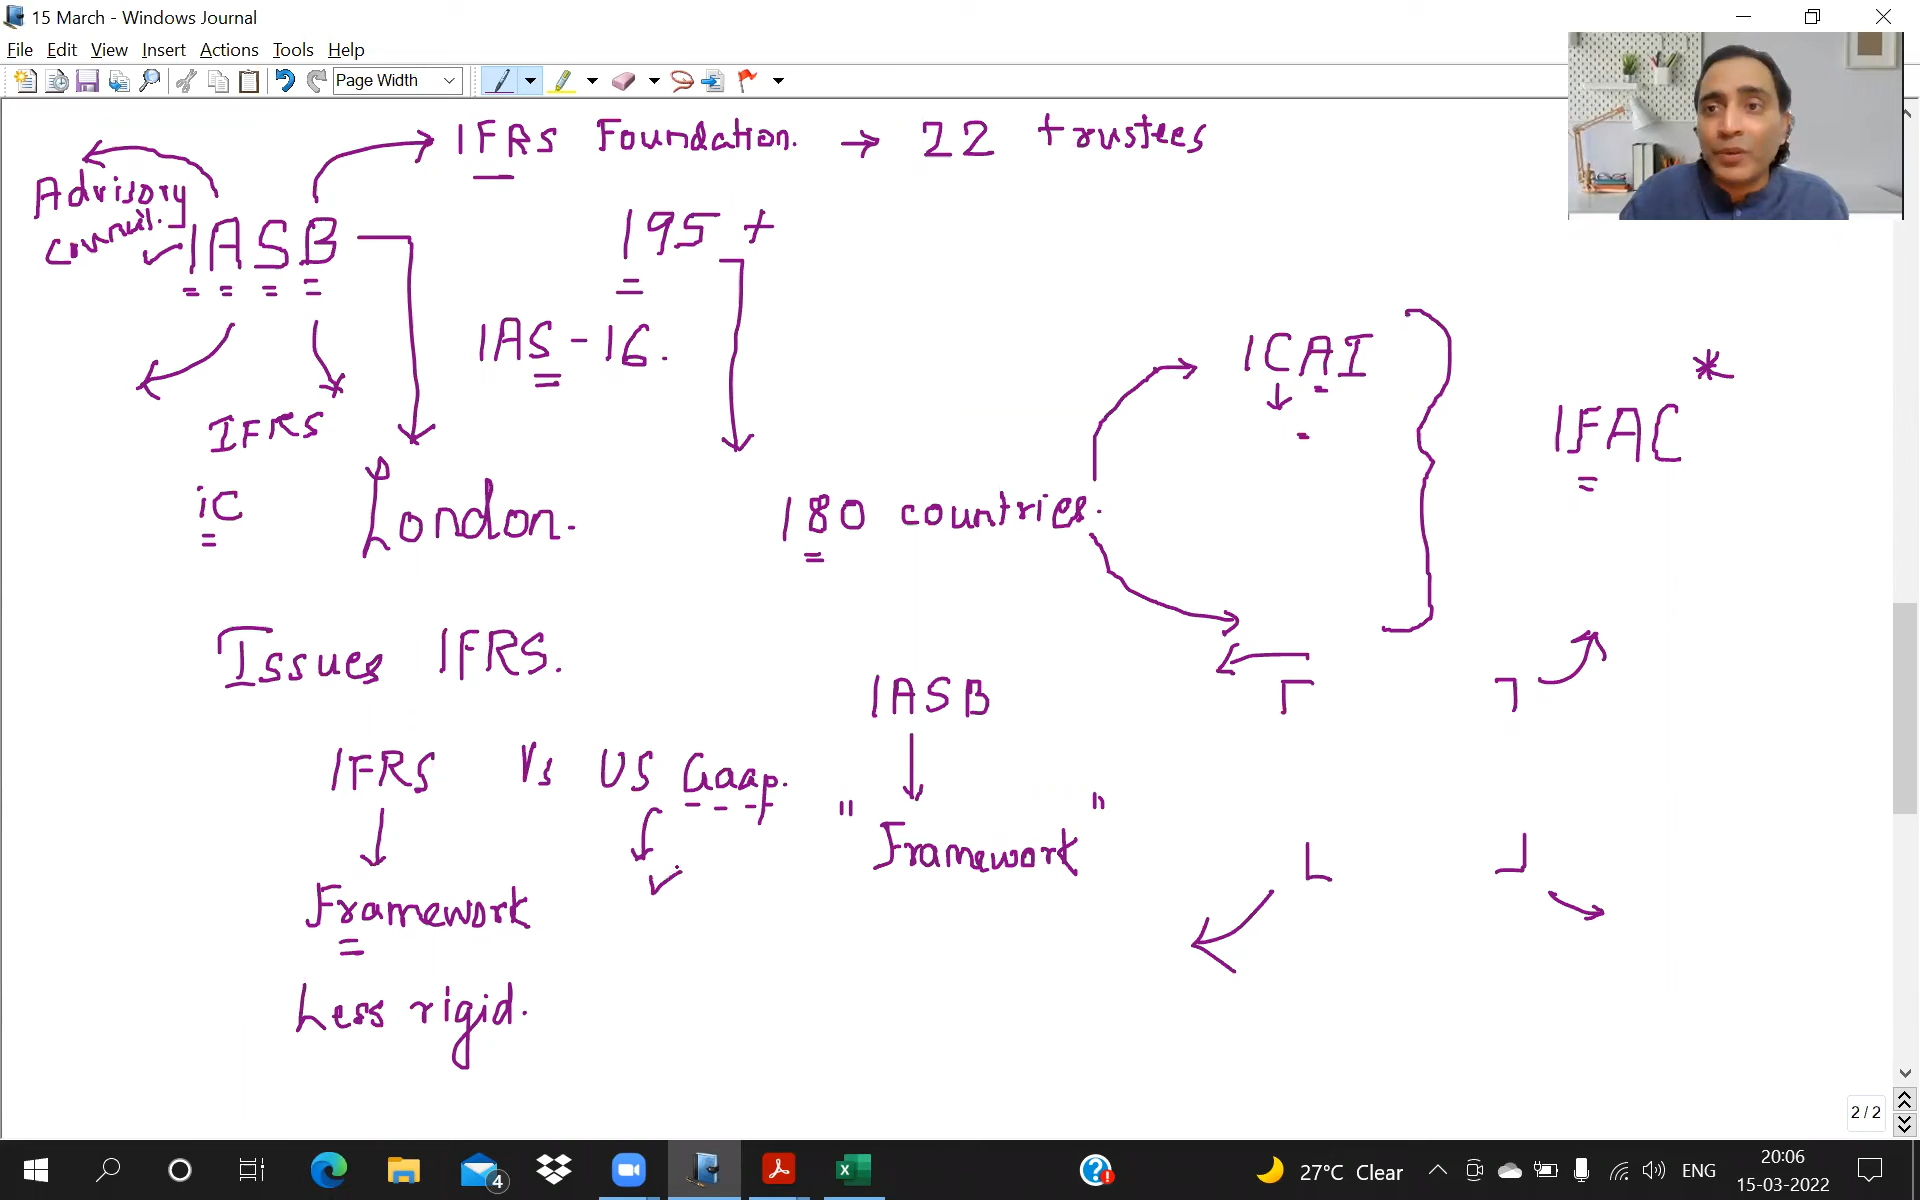 15 March - Windows Journal
File Edit View Insert Actions Tools Help
Page Width
IFRS Foundation. → 22 trustees
Advisory
council.
IASB
195 +
IAS - 16.
ICAI
IFRS
IFAC
iC
London.
180 countries.
Issues IFRS.
IASB
IFRS Vs US Gaap.
"Framework"
Framework
Less rigid.
2 / 2
4
27°C Clear
ENG
20:06
15-03-2022